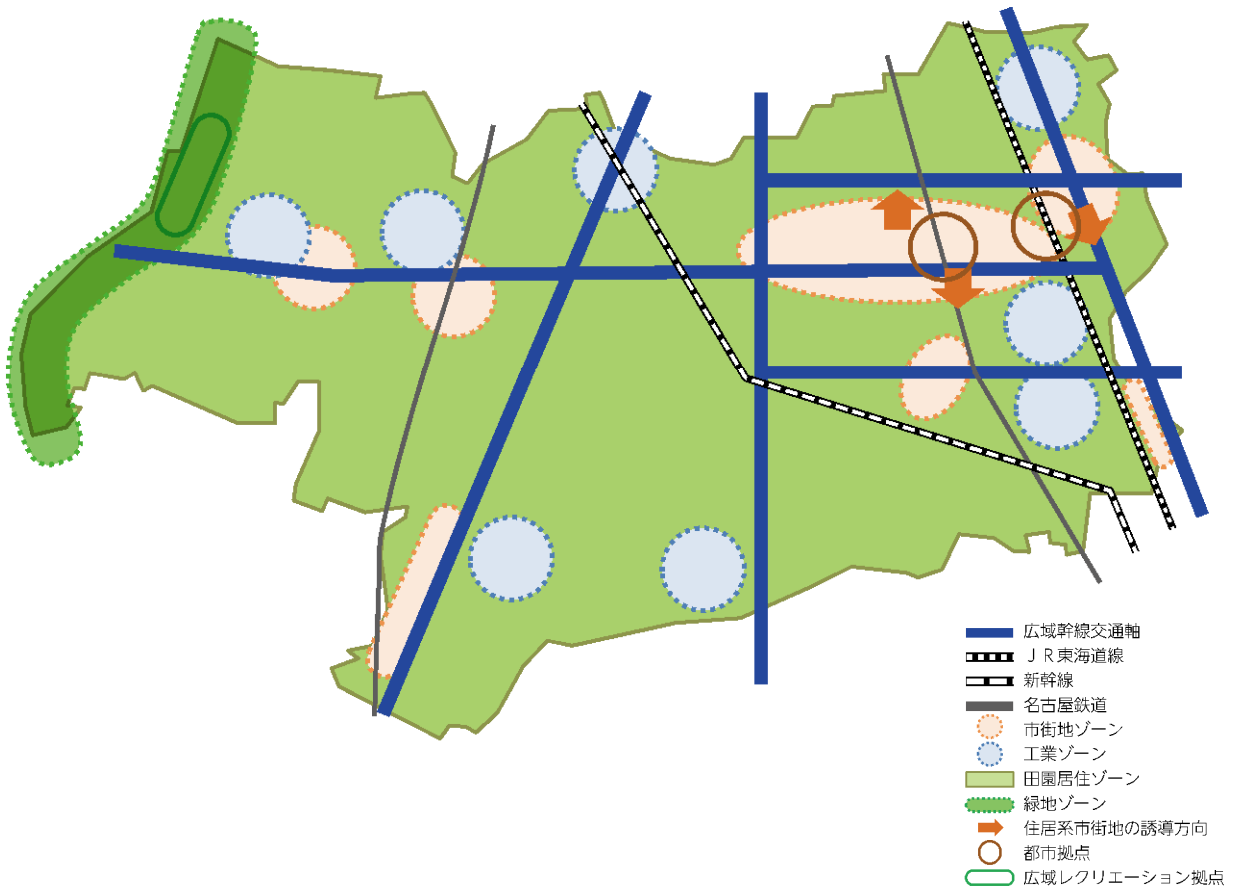 広域幹線交通軸
ＪＲ東海道線
新幹線
名古屋鉄道
市街地ゾーン
工業ゾーン
田園居住ゾーン
緑地ゾーン
住居系市街地の誘導方向
都市拠点
広域レクリエーション拠点